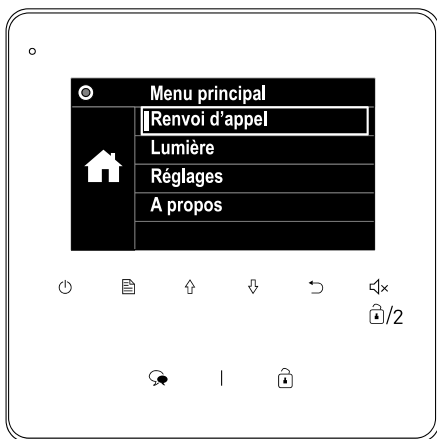 Menu principal
Renvoi d'appel
Lumière
Réglages
A propos
/2